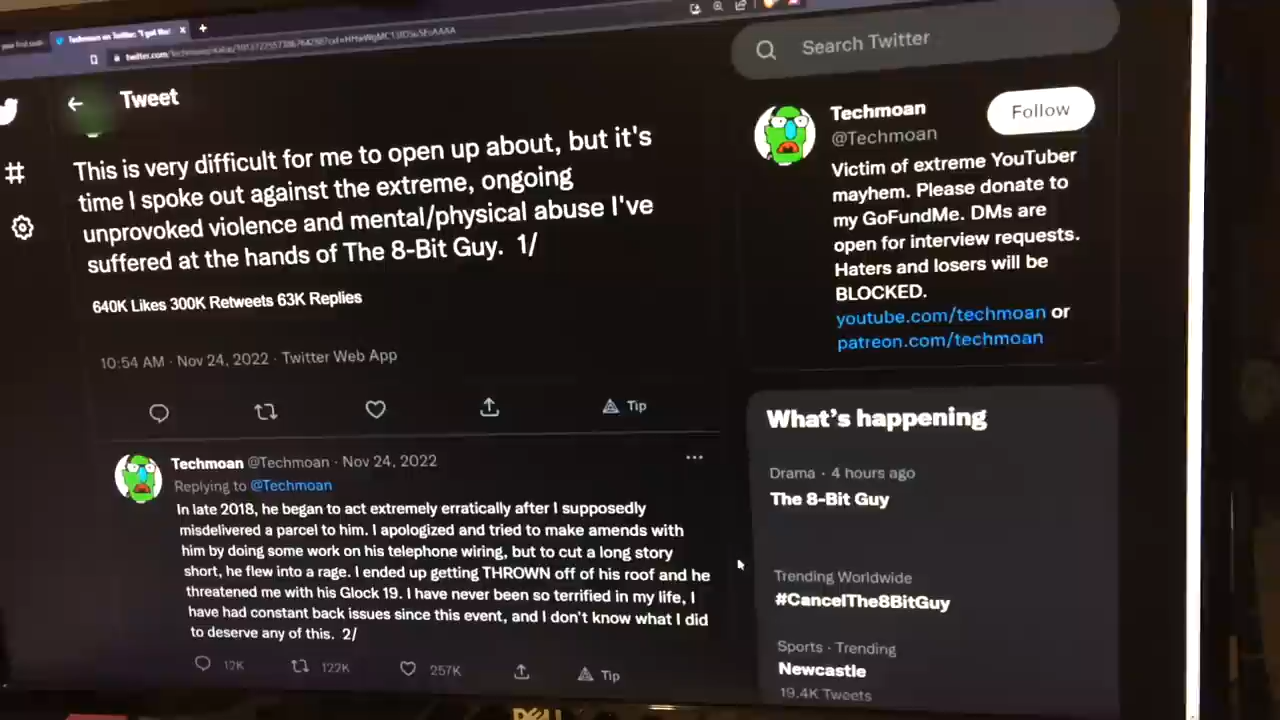 Techmoan on Twitter: "I got the
+
Search Twitter
Tweet
This is very difficult for me to open up about, but it's
time I spoke out against the extreme, ongoing
unprovoked violence and mental/physical abuse I've
suffered at the hands of The 8-Bit Guy. 1/
640K Likes 300K Retweets 63K Replies
10:54 AM · Nov 24, 2022 · Twitter Web App
Tip
Techmoan @Techmoan · Nov 24, 2022
Replying to @Techmoan
In late 2018, he began to act extremely erratically after I supposedly
misdelivered a parcel to him. I apologized and tried to make amends with
him by doing some work on his telephone wiring, but to cut a long story
short, he flew into a rage. I ended up getting THROWN off of his roof and he
threatened me with his Glock 19. I have never been so terrified in my life, I
have had constant back issues since this event, and I don't know what I did
to deserve any of this. 2/
12K 122K 257K Tip
Techmoan
@Techmoan
Follow
Victim of extreme YouTuber
mayhem. Please donate to
my GoFundMe. DMs are
open for interview requests.
Haters and losers will be
BLOCKED.
youtube.com/techmoan or
patreon.com/techmoan
What's happening
Drama · 4 hours ago
The 8-Bit Guy
Trending Worldwide
#CancelThe8BitGuy
Sports · Trending
Newcastle
19.4K Tweets
DELL